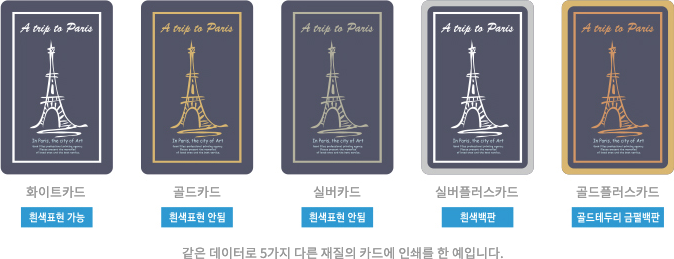 A trip to Paris
In Paris, the city of Art
화이트카드
흰색표현 가능
A trip to Paris
In Paris, the city of Art
골드카드
흰색표현 안됨
A trip to Paris
In Paris, the city of Art
실버카드
흰색표현 안됨
A trip to Paris
In Paris, the city of Art
실버플러스카드
흰색백판
A trip to Paris
In Paris, the city of Art
골드플러스카드
골드테두리 금펄백판
같은 데이터로 5가지 다른 재질의 카드에 인쇄를 한 예입니다.